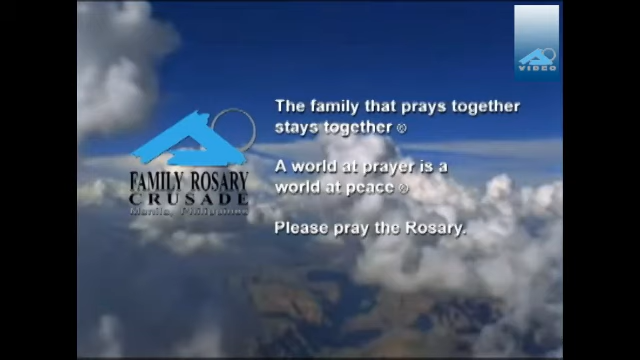 VIDEO
The family that prays together
stays together ®
A world at prayer is a
world at peace ®
Please pray the Rosary.
FAMILY ROSARY
CRUSADE
Manila, Philippines